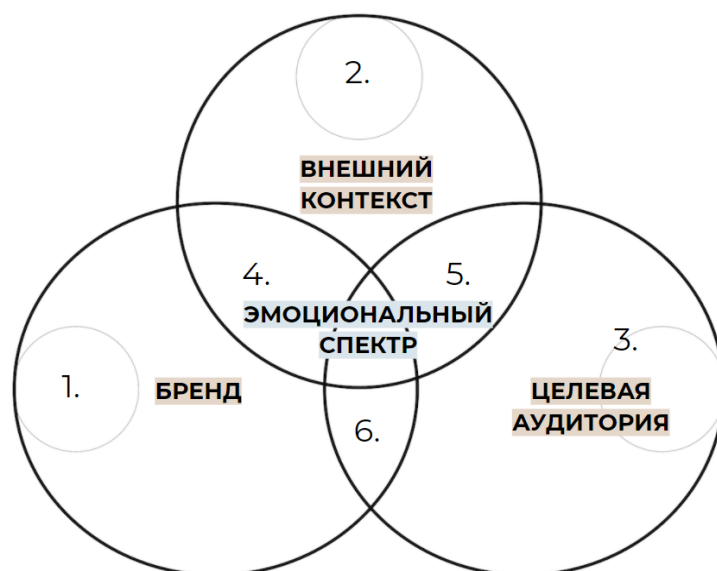 2.
ВНЕШНИЙ
КОНТЕКСТ
4.
5.
ЭМОЦИОНАЛЬНЫЙ
СПЕКТР
3.
1.
БРЕНД
ЦЕЛЕВАЯ
АУДИТОРИЯ
6.